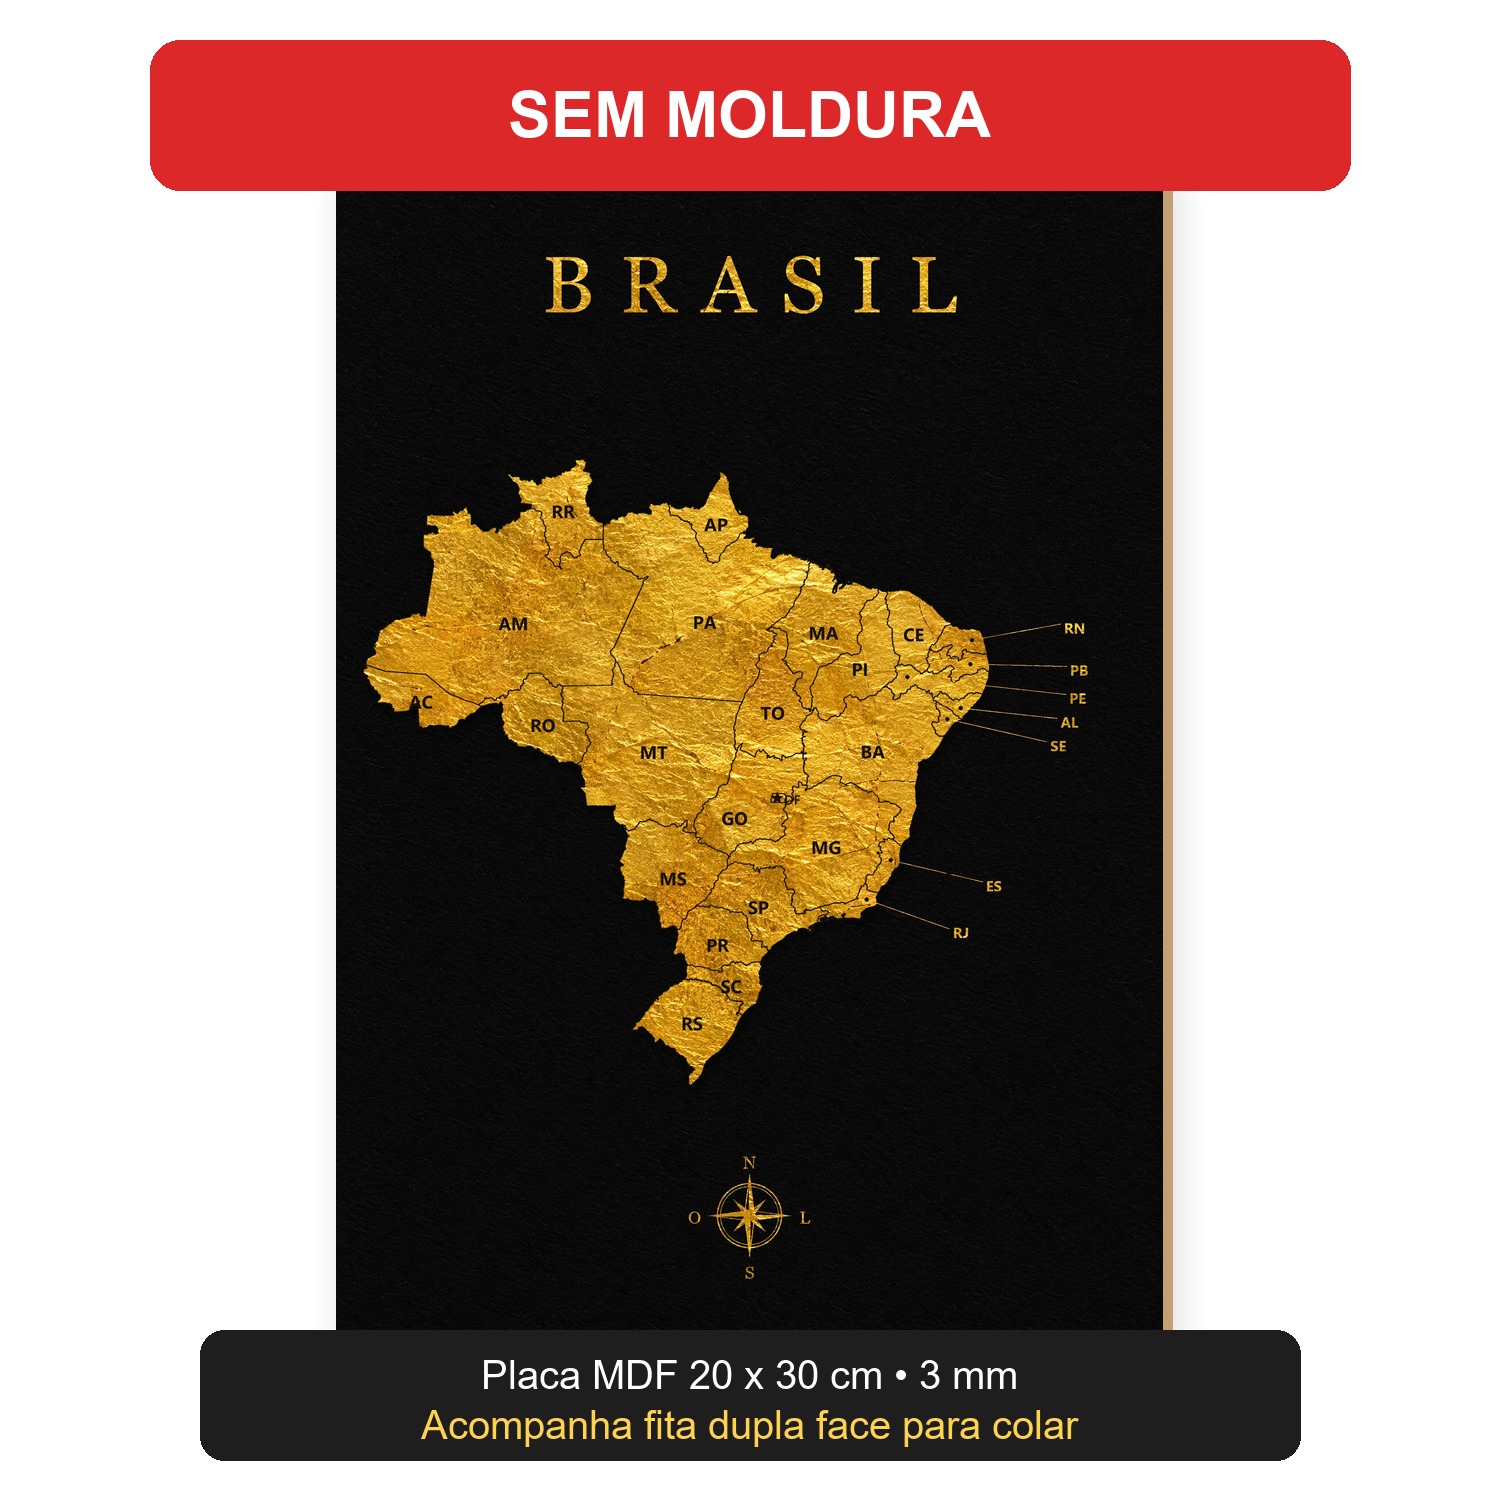 SEM MOLDURA
BRASIL
RR
AP
AM
PA
MA
CE
RN
PI
PB
PE
AC
TO
AL
RO
MT
BA
SE
DF
GO
MG
MS
ES
SP
RJ
PR
SC
RS
N
O
L
S
Placa MDF 20 x 30 cm • 3 mm
Acompanha fita dupla face para colar